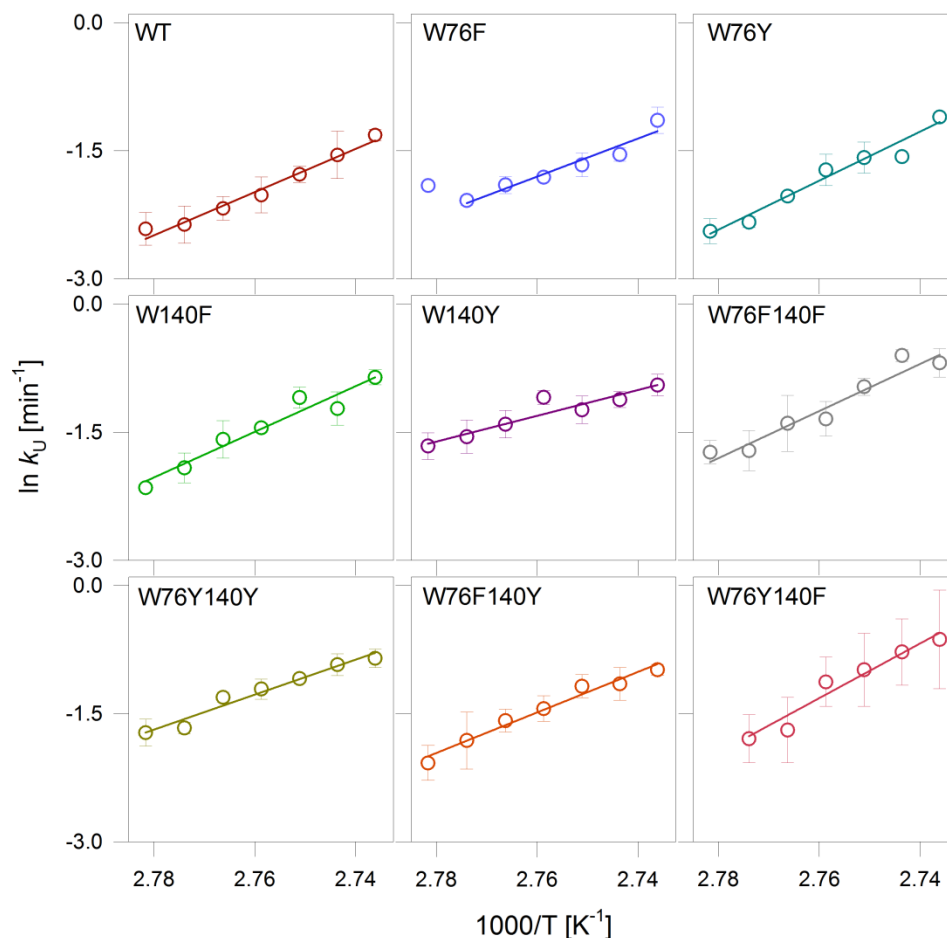 0.0
WT
W76F
W76Y
-1.5
-3.0
0.0
W140F
W140Y
W76F140F
-1.5
-3.0
0.0
W76Y140Y
W76F140Y
W76Y140F
-1.5
-3.0
ln kU [min-1]
2.78 2.76 2.74 2.78 2.76 2.74 2.78 2.76 2.74
1000/T [K-1]